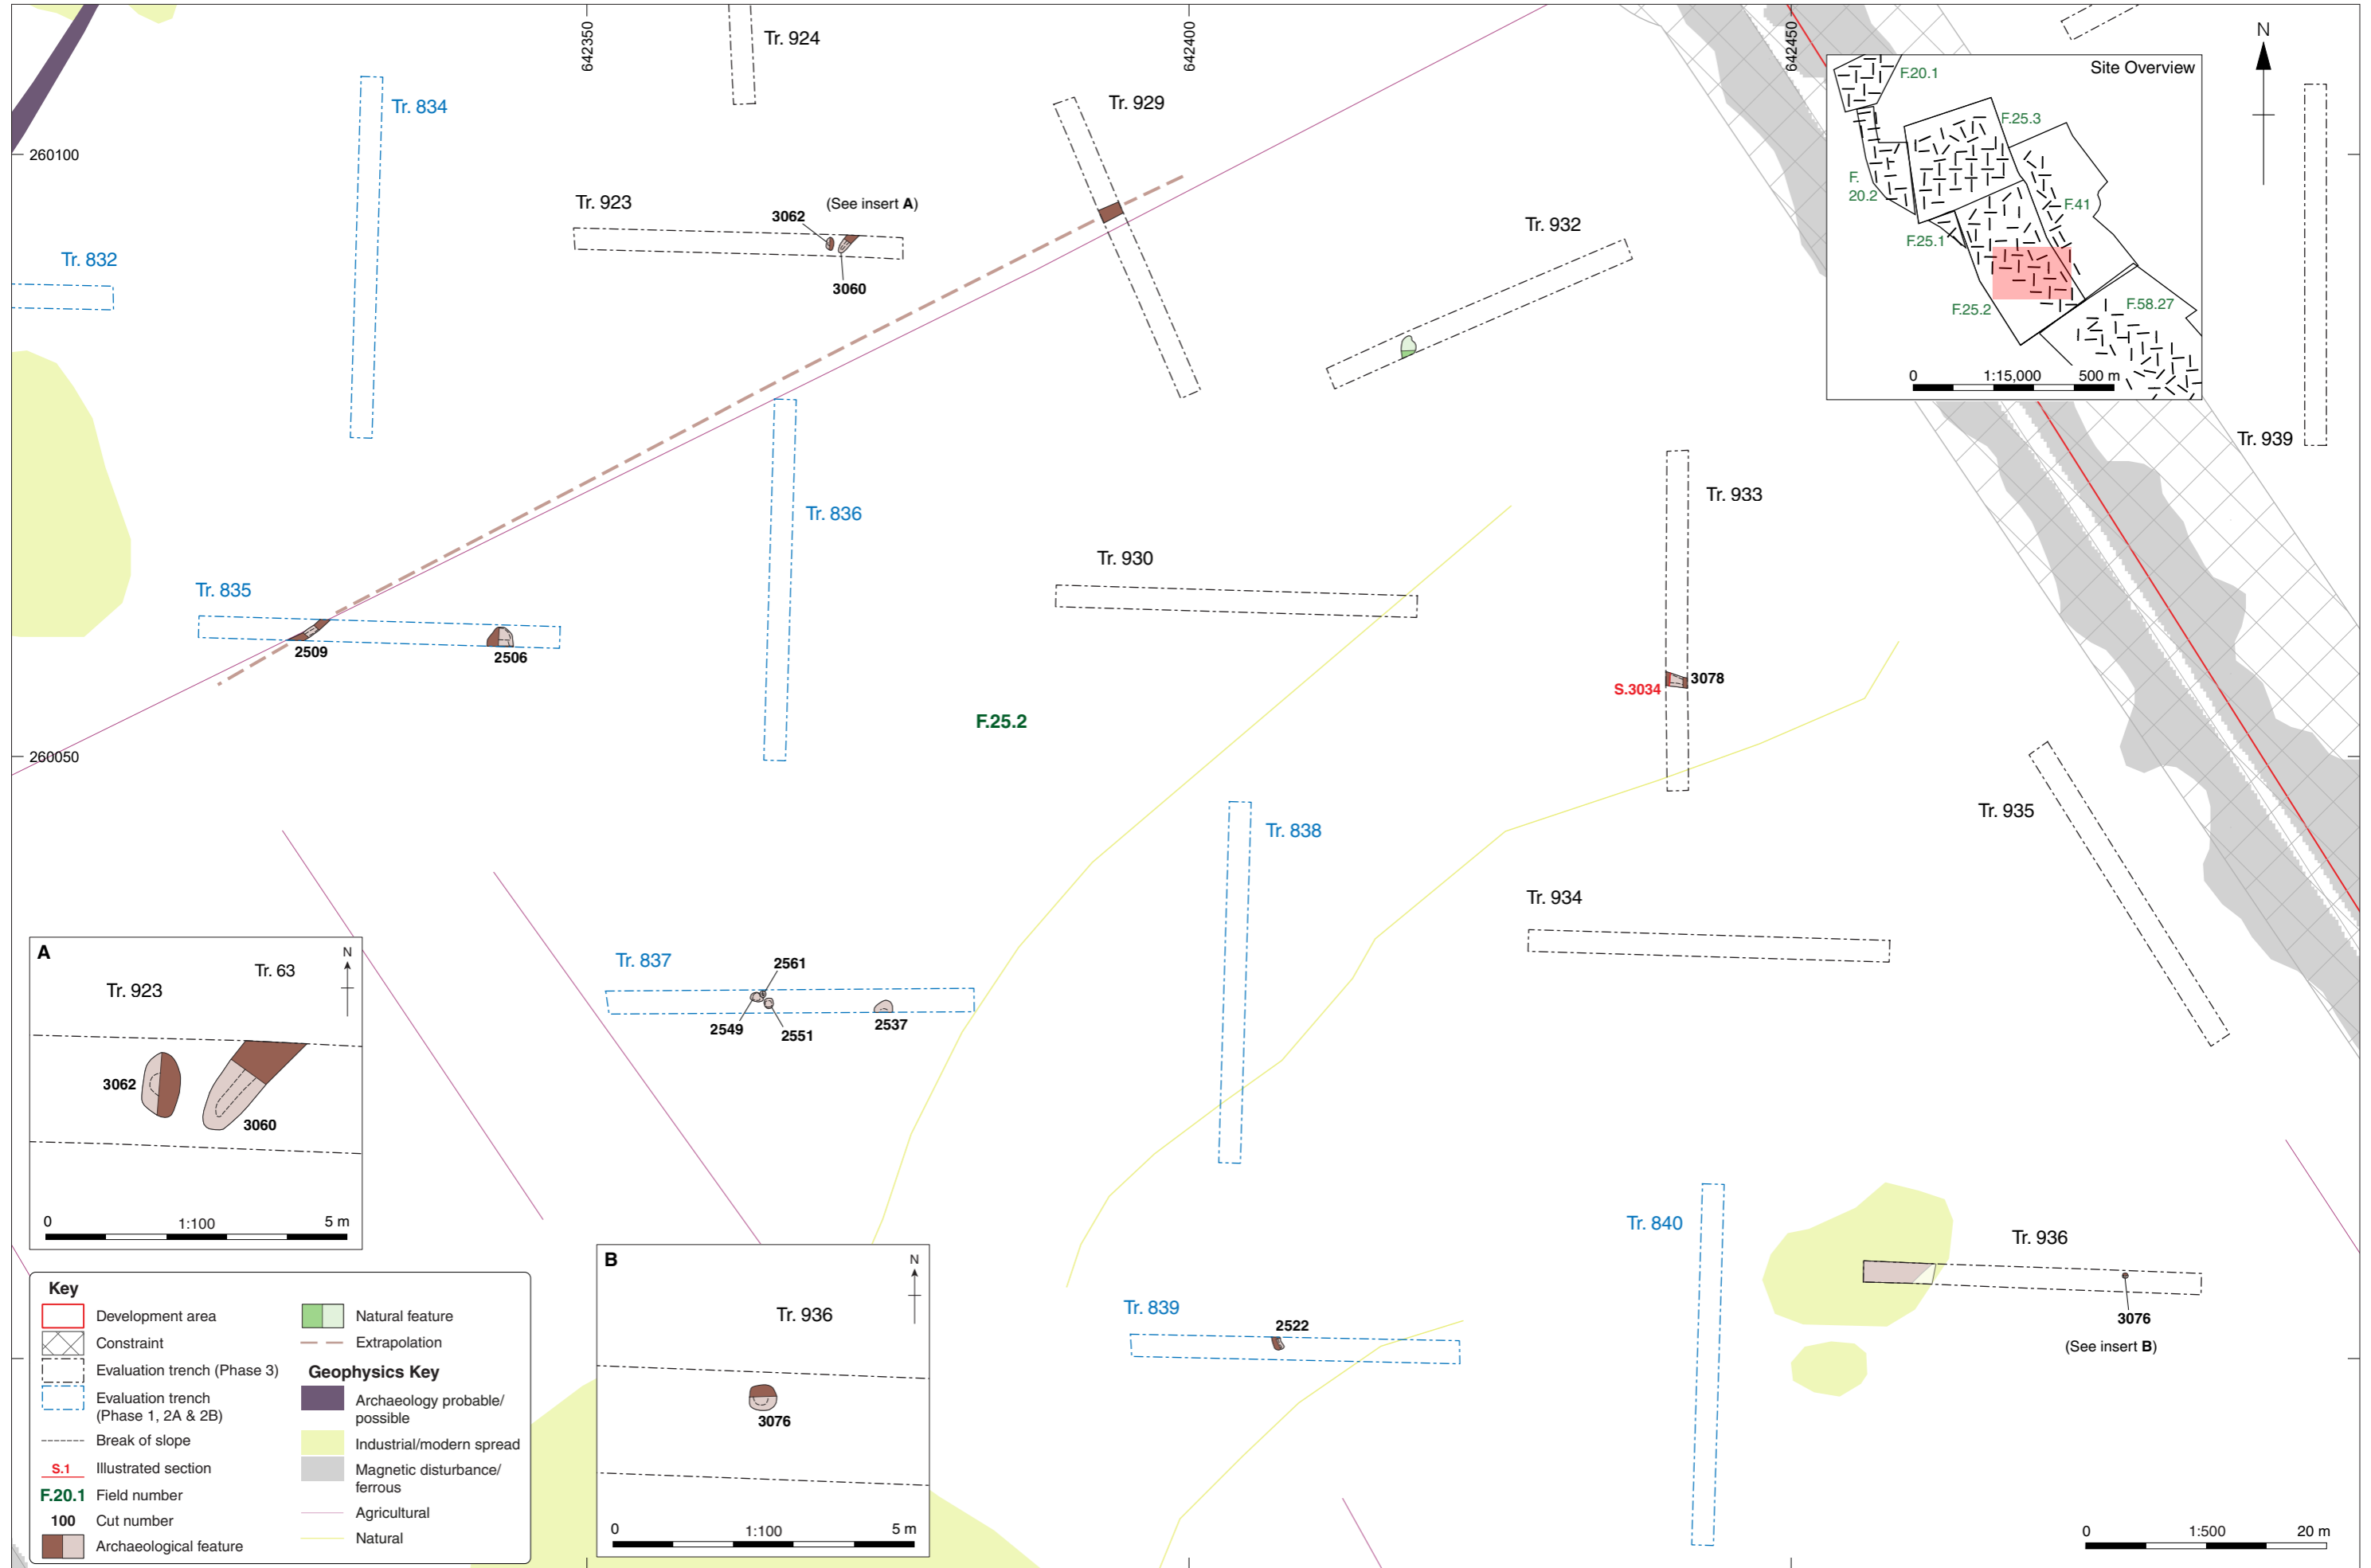 642350
642400
642450
260100
260050
Tr. 924
Tr. 834
Tr. 929
Tr. 923
(See insert A)
3062
3060
Tr. 932
Tr. 832
Site Overview
F.20.1
F.25.3
F.
20.2
F.41
F.25.1
F.25.2
F.58.27
0 1:15,000 500 m
N
Tr. 939
Tr. 836
Tr. 933
Tr. 930
Tr. 835
2509
2506
S.3034
3078
F.25.2
Tr. 935
Tr. 838
Tr. 934
Tr. 837
2561
2549
2551
2537
A
N
Tr. 63
Tr. 923
3062
3060
0 1:100 5 m
Tr. 840
Tr. 936
3076
(See insert B)
Tr. 839
2522
B
N
Tr. 936
3076
0 1:100 5 m
Key
Development area
Constraint
Evaluation trench (Phase 3)
Evaluation trench
(Phase 1, 2A & 2B)
Break of slope
S.1 Illustrated section
F.20.1 Field number
100 Cut number
Archaeological feature
Natural feature
Extrapolation
Geophysics Key
Archaeology probable/
possible
Industrial/modern spread
Magnetic disturbance/
ferrous
Agricultural
Natural
0 1:500 20 m